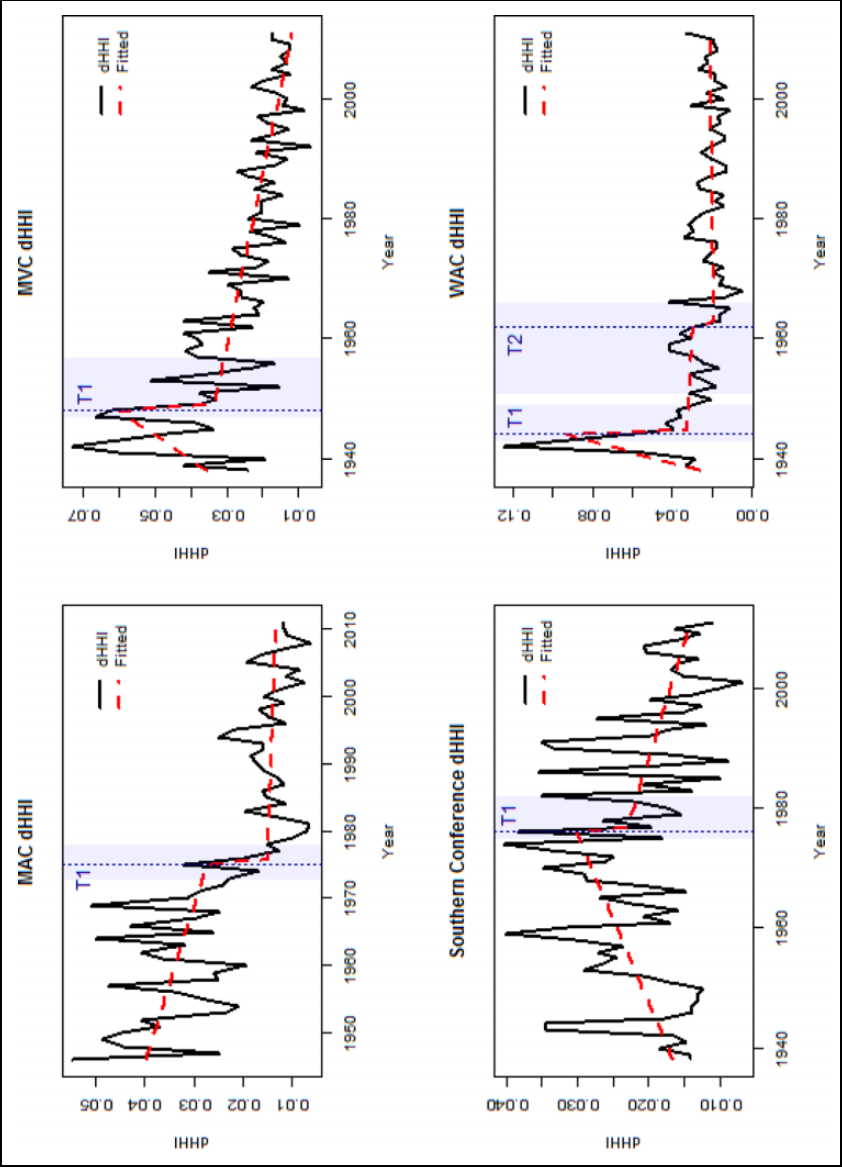 MAC dHHI
dHHI
0.01 0.02 0.03 0.04 0.05
T1
dHHI
Fitted
1950 1960 1970 1980 1990 2000 2010
Year
MVC dHHI
dHHI
0.01 0.03 0.05 0.07
T1
dHHI
Fitted
1940 1960 1980 2000
Year
Southern Conference dHHI
dHHI
0.010 0.020 0.030 0.040
T1
dHHI
Fitted
1940 1960 1980 2000
Year
WAC dHHI
dHHI
0.00 0.04 0.08 0.12
T1 T2
dHHI
Fitted
1940 1960 1980 2000
Year